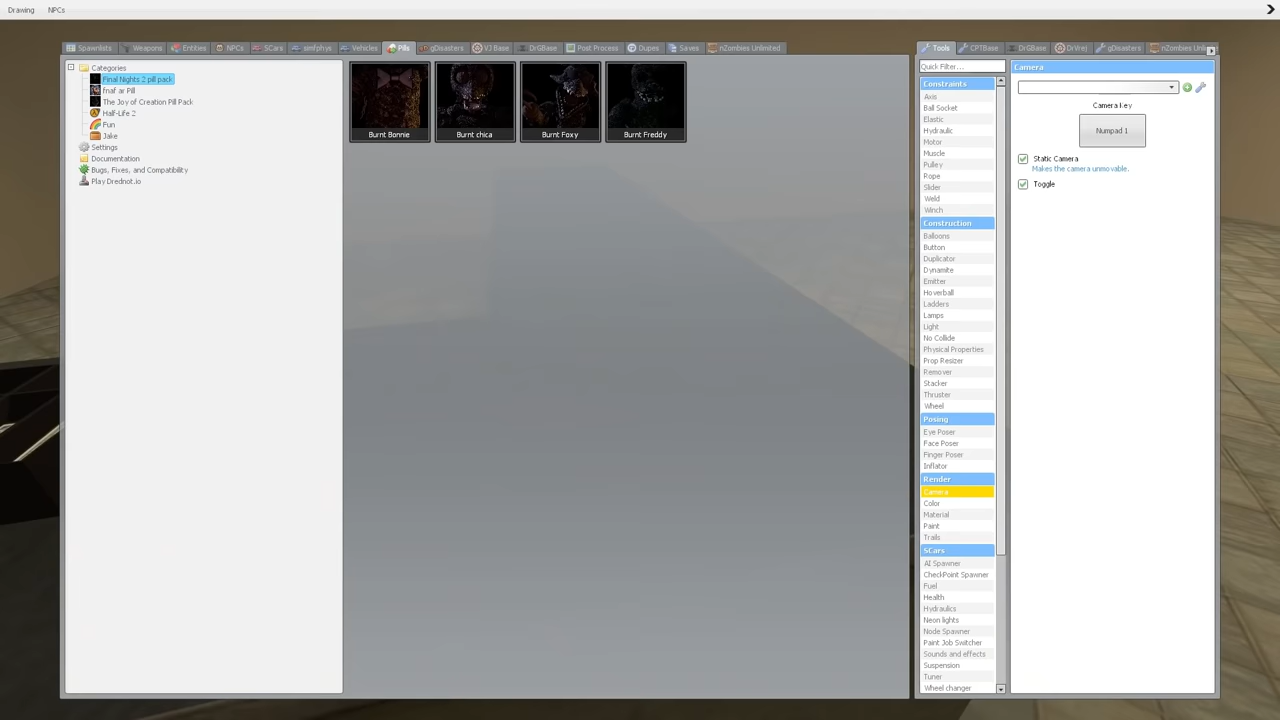 Drawing NPCs
Spawnlists Weapons Entities NPCs SCars simfphys Vehicles Pills gDisasters VJ Base DrGBase Post Process Dupes Saves nZombies Unlimited
Categories
Final Nights 2 pill pack
fnaf ar Pill
The Joy of Creation Pill Pack
Half-Life 2
Fun
Jake
Settings
Documentation
Bugs, Fixes, and Compatibility
Play Drednot.io
Burnt Bonnie
Burnt chica
Burnt Foxy
Burnt Freddy
Tools CPTBase DrGBase DrVrej gDisasters nZombies Unlim
Quick Filter...
Constraints
Axis
Ball Socket
Elastic
Hydraulic
Motor
Muscle
Pulley
Rope
Slider
Weld
Winch
Construction
Balloons
Button
Duplicator
Dynamite
Emitter
Hoverball
Ladders
Lamps
Light
No Collide
Physical Properties
Prop Resizer
Remover
Stacker
Thruster
Wheel
Posing
Eye Poser
Face Poser
Finger Poser
Inflator
Render
Camera
Color
Material
Paint
Trails
SCars
AI Spawner
CheckPoint Spawner
Fuel
Health
Hydraulics
Neon lights
Node Spawner
Paint Job Switcher
Sounds and effects
Suspension
Tuner
Wheel changer
Camera
Camera Key
Numpad 1
Static Camera
Makes the camera unmovable.
Toggle